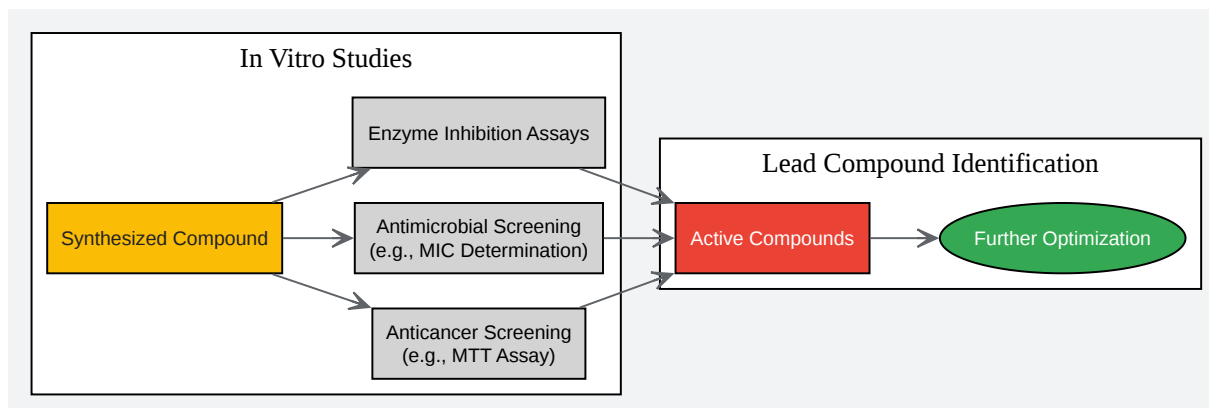 In Vitro Studies
Enzyme Inhibition Assays
Synthesized Compound
Antimicrobial Screening
(e.g., MIC Determination)
Anticancer Screening
(e.g., MTT Assay)
Lead Compound Identification
Active Compounds
Further Optimization